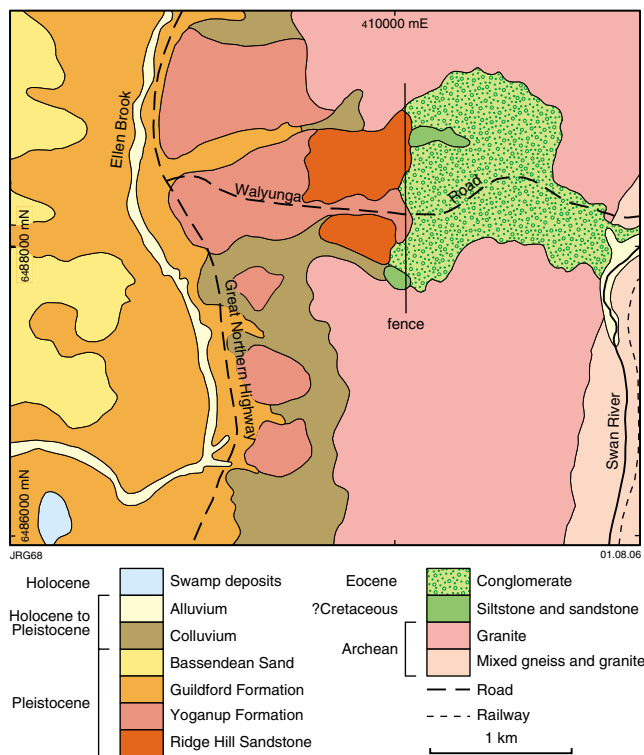 410000 mE
Ellen Brook
Walyunga
Road
6488000 mN
Great Northern Highway
fence
Swan River
6486000 mN
JRG68
01.08.06
Holocene
Swamp deposits
Holocene to
Pleistocene
Alluvium
Colluvium
Pleistocene
Bassendean Sand
Guildford Formation
Yoganup Formation
Ridge Hill Sandstone
Eocene
Conglomerate
?Cretaceous
Siltstone and sandstone
Archean
Granite
Mixed gneiss and granite
Road
Railway
1 km